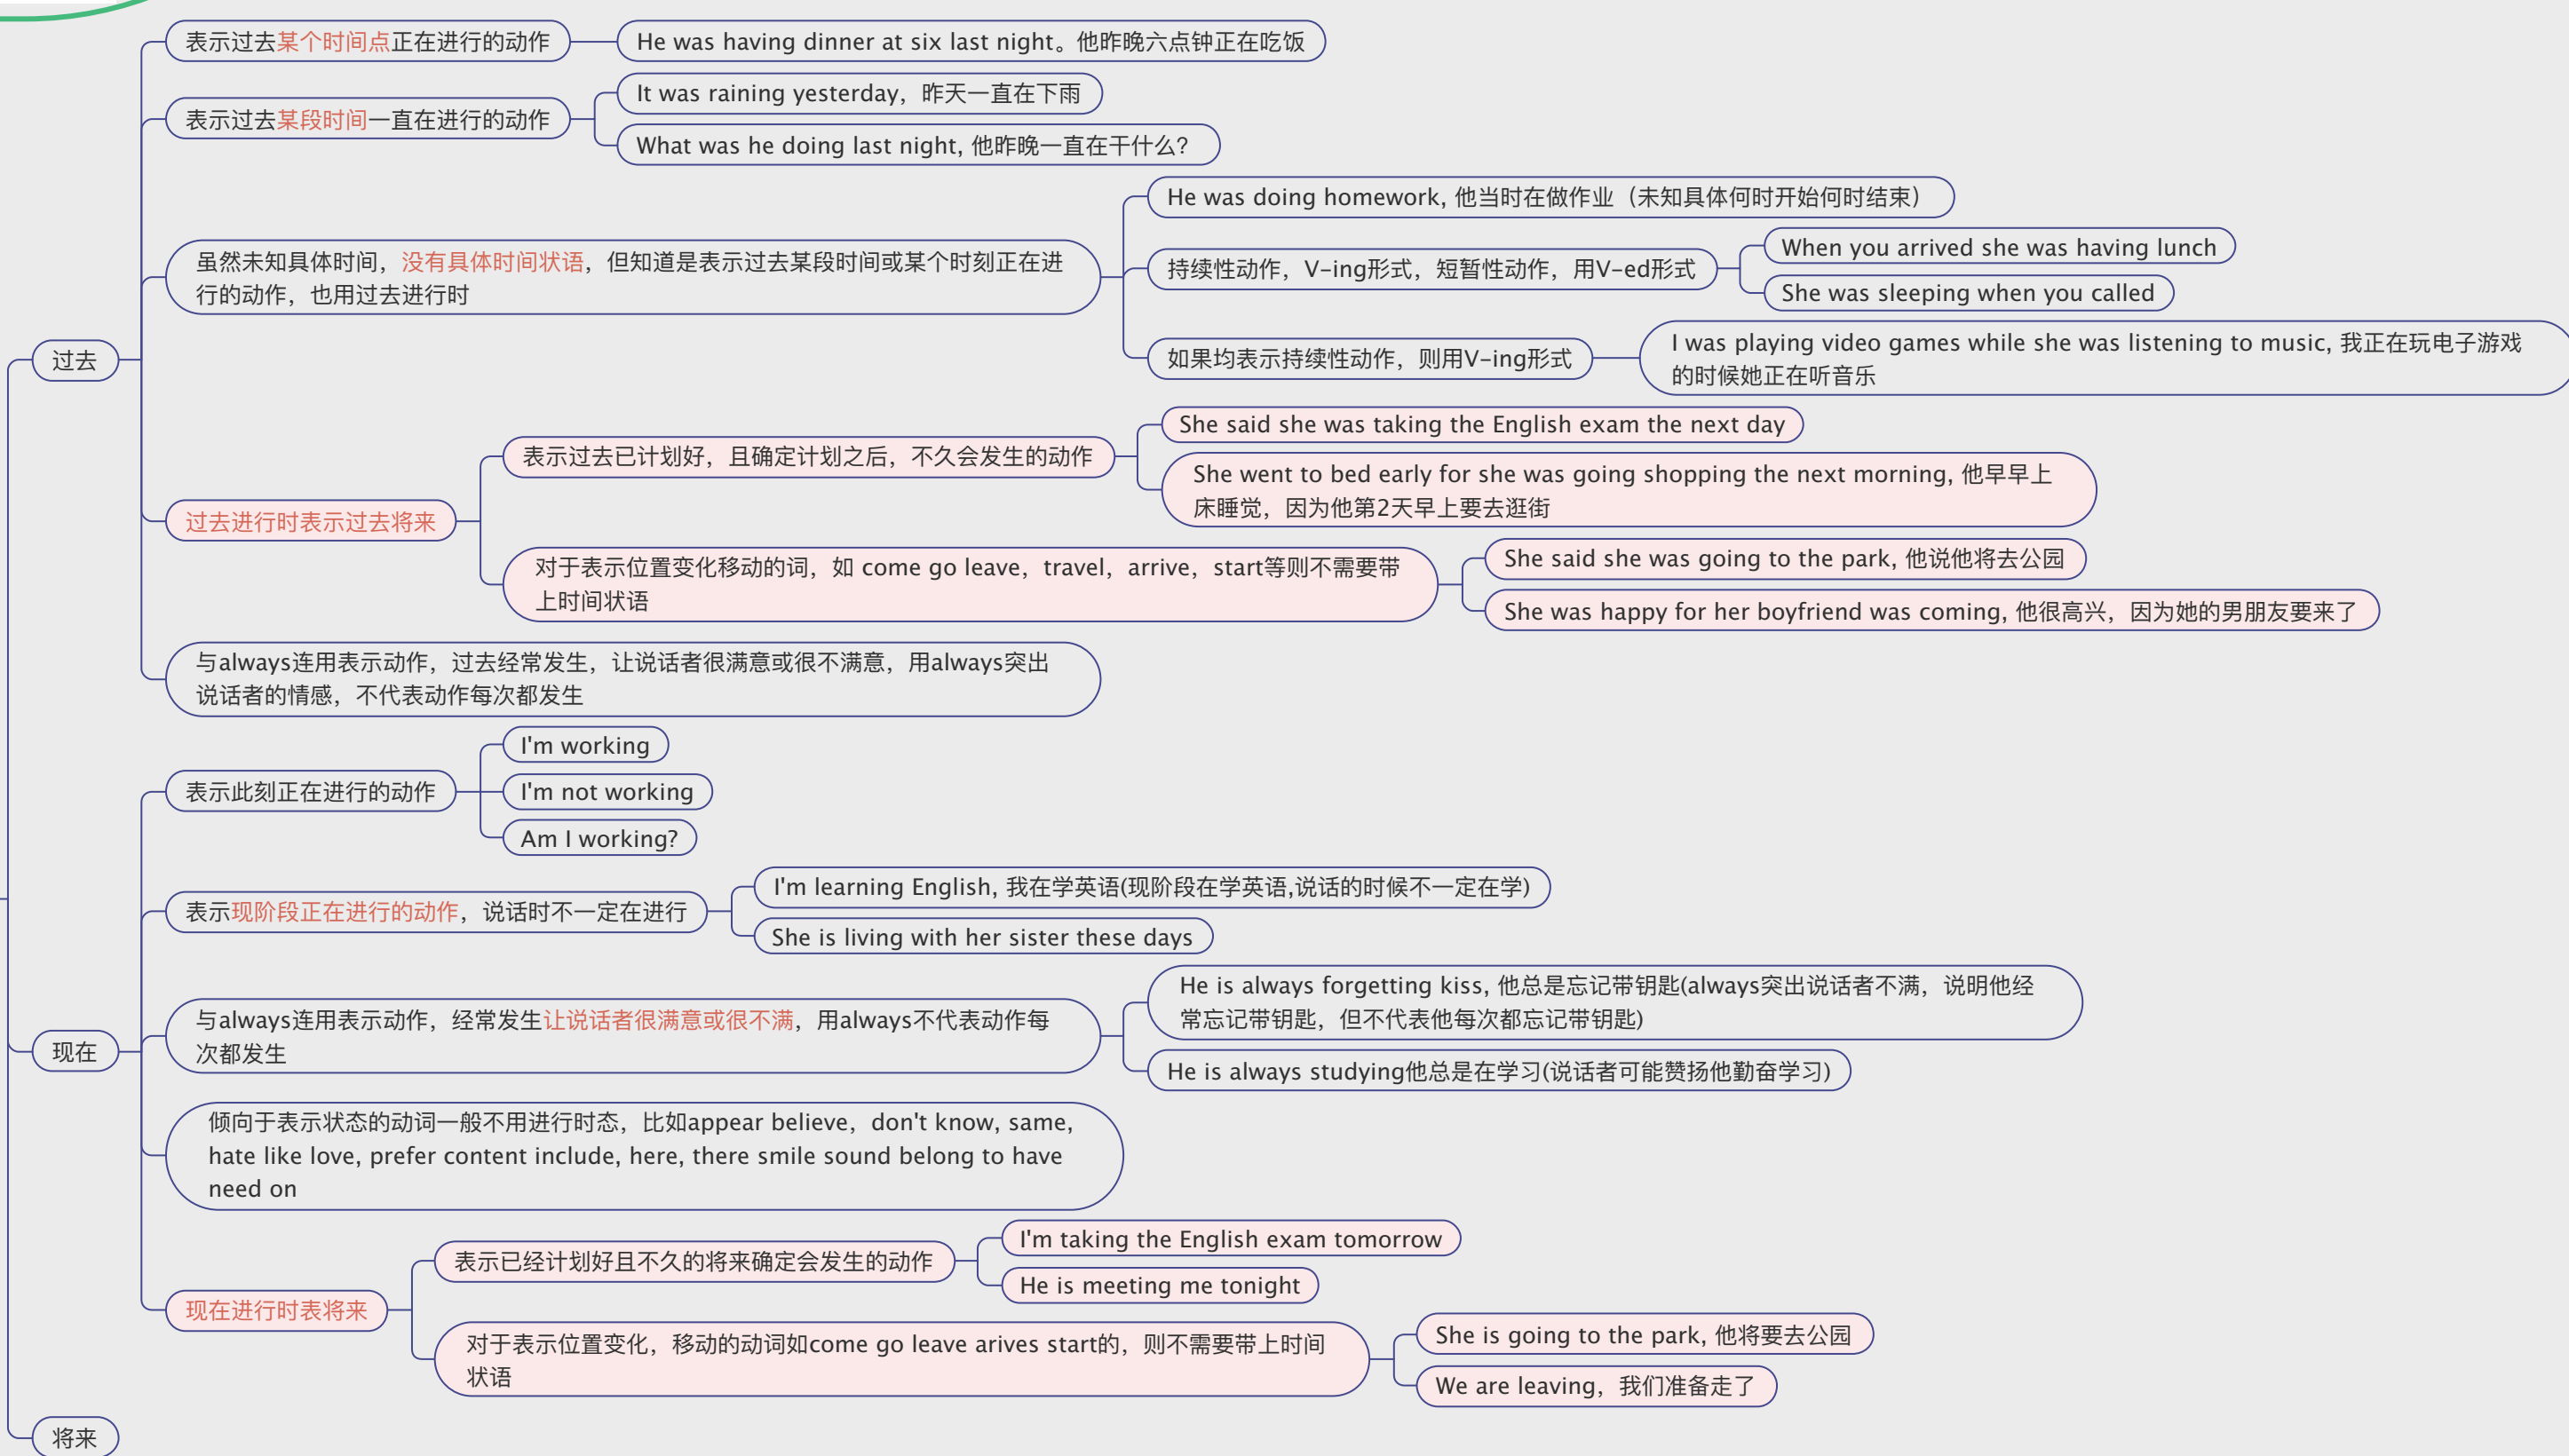 表示过去某个时间点正在进行的动作
He was having dinner at six last night。他昨晚六点钟正在吃饭
表示过去某段时间一直在进行的动作
It was raining yesterday，昨天一直在下雨
What was he doing last night, 他昨晚一直在干什么？
虽然未知具体时间，没有具体时间状语，但知道是表示过去某段时间或某个时刻正在进
行的动作，也用过去进行时
He was doing homework, 他当时在做作业（未知具体何时开始何时结束）
持续性动作，V-ing形式，短暂性动作，用V-ed形式
When you arrived she was having lunch
She was sleeping when you called
如果均表示持续性动作，则用V-ing形式
I was playing video games while she was listening to music, 我正在玩电子游戏
的时候她正在听音乐
过去
过去进行时表示过去将来
表示过去已计划好，且确定计划之后，不久会发生的动作
She said she was taking the English exam the next day
She went to bed early for she was going shopping the next morning, 他早早上
床睡觉，因为他第2天早上要去逛街
对于表示位置变化移动的词，如 come go leave，travel，arrive，start等则不需要带
上时间状语
She said she was going to the park, 他说他将去公园
She was happy for her boyfriend was coming, 他很高兴，因为她的男朋友要来了
与always连用表示动作，过去经常发生，让说话者很满意或很不满意，用always突出
说话者的情感，不代表动作每次都发生
表示此刻正在进行的动作
I'm working
I'm not working
Am I working?
表示现阶段正在进行的动作，说话时不一定在进行
I'm learning English, 我在学英语(现阶段在学英语,说话的时候不一定在学)
She is living with her sister these days
与always连用表示动作，经常发生让说话者很满意或很不满，用always不代表动作每
次都发生
He is always forgetting kiss, 他总是忘记带钥匙(always突出说话者不满，说明他经
常忘记带钥匙，但不代表他每次都忘记带钥匙)
He is always studying他总是在学习(说话者可能赞扬他勤奋学习)
现在
倾向于表示状态的动词一般不用进行时态，比如appear believe，don't know, same,
hate like love, prefer content include, here, there smile sound belong to have
need on
现在进行时表将来
表示已经计划好且不久的将来确定会发生的动作
I'm taking the English exam tomorrow
He is meeting me tonight
对于表示位置变化，移动的动词如come go leave arives start的，则不需要带上时间
状语
She is going to the park, 他将要去公园
We are leaving，我们准备走了
将来